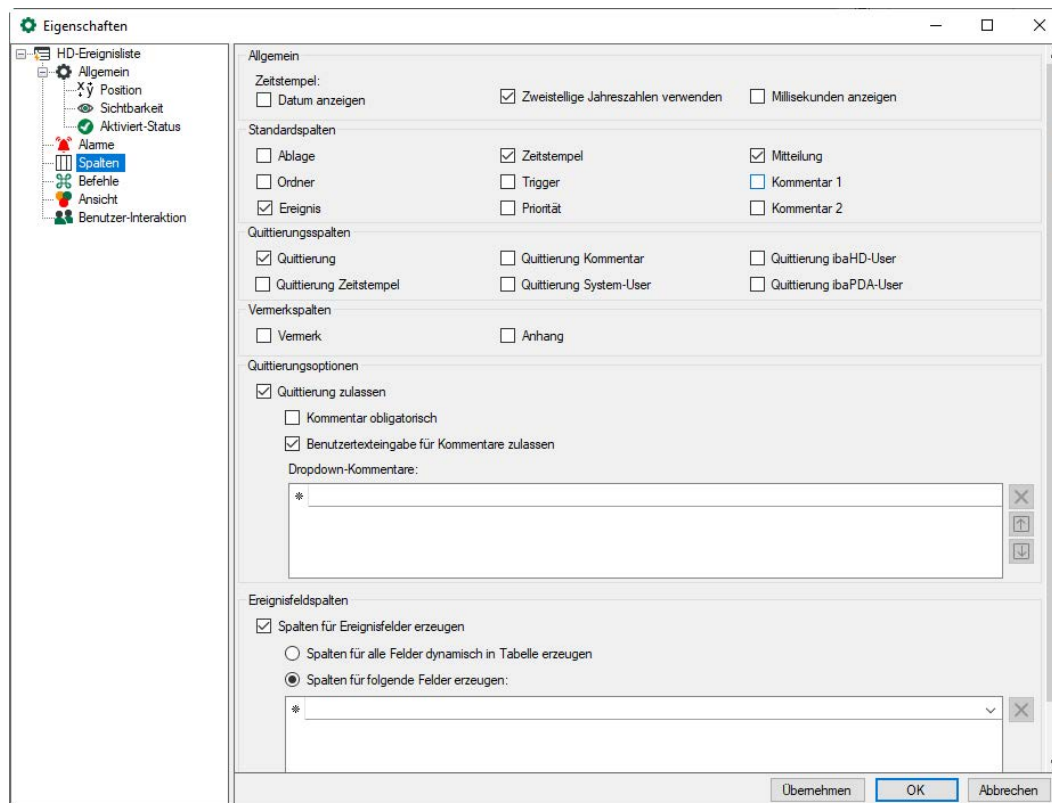 Eigenschaften
HD-Ereignisliste
Allgemein
Position
Sichtbarkeit
Aktiviert-Status
Alarme
Spalten
Befehle
Ansicht
Benutzer-Interaktion
Allgemein
Zeitstempel:
Datum anzeigen Zweistellige Jahreszahlen verwenden Millisekunden anzeigen
Standardspalten
Ablage Zeitstempel Mitteilung
Ordner Trigger Kommentar 1
Ereignis Priorität Kommentar 2
Quittierungsspalten
Quittierung Quittierung Kommentar Quittierung ibaHD-User
Quittierung Zeitstempel Quittierung System-User Quittierung ibaPDA-User
Vermerkspalten
Vermerk Anhang
Quittierungsoptionen
Quittierung zulassen
Kommentar obligatorisch
Benutzertexteingabe für Kommentare zulassen
Dropdown-Kommentare:
Ereignisfeldspalten
Spalten für Ereignisfelder erzeugen
Spalten für alle Felder dynamisch in Tabelle erzeugen
Spalten für folgende Felder erzeugen:
Übernehmen OK Abbrechen